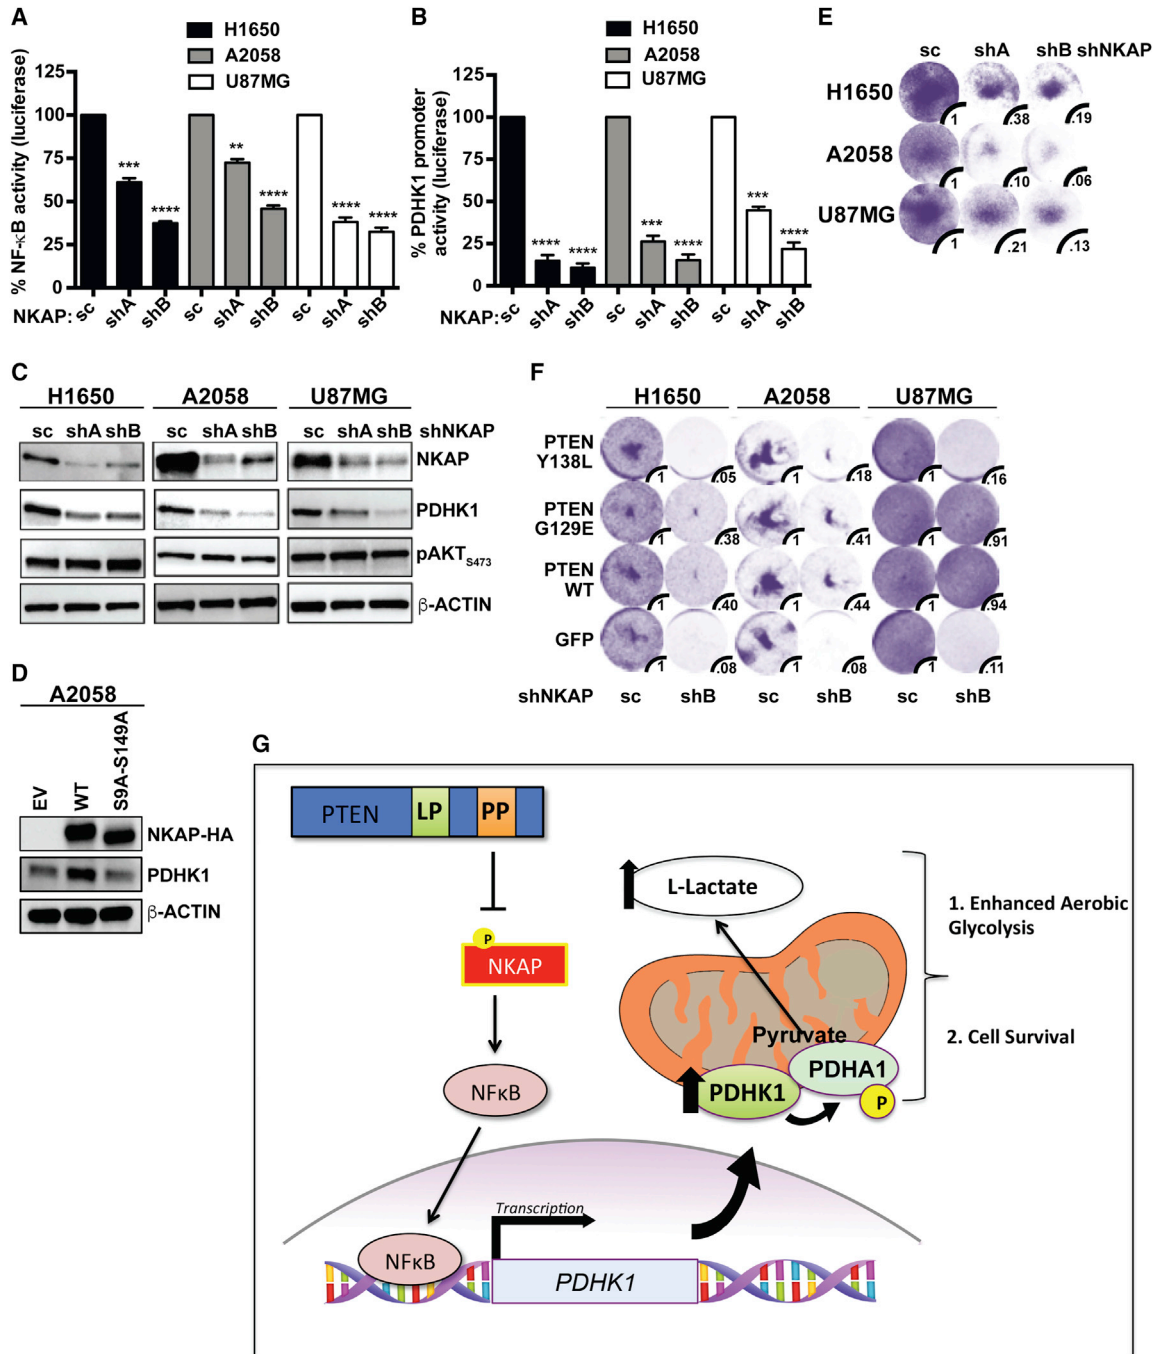 A
H1650
A2058
U87MG
% NF-κB activity (luciferase)
125
100
75
50
25
0
***
****
**
****
****
****
NKAP: sc shA shB sc shA shB sc shA shB
B
H1650
A2058
U87MG
% PDHK1 promoter
activity (luciferase)
125
100
75
50
25
0
****
****
***
****
***
****
NKAP: sc shA shB sc shA shB sc shA shB
E
sc shA shB shNKAP
H1650
1 .38 .19
A2058
1 .10 .06
U87MG
1 .21 .13
C
H1650 A2058 U87MG
sc shA shB sc shA shB sc shA shB shNKAP
NKAP
PDHK1
pAKT S473
β-ACTIN
D
A2058
EV WT S9A-S149A
NKAP-HA
PDHK1
β-ACTIN
F
H1650 A2058 U87MG
PTEN
Y138L
1 .05 1 .18 1 .16
PTEN
G129E
1 .38 1 .41 1 .91
PTEN
WT
1 .40 1 .44 1 .94
GFP
1 .08 1 .08 1 .11
shNKAP sc shB sc shB sc shB
G
PTEN LP PP
P
NKAP
NFκB
NFκB
Transcription
PDHK1
L-Lactate
Pyruvate
PDHA1
PDHK1
P
1. Enhanced Aerobic
Glycolysis
2. Cell Survival